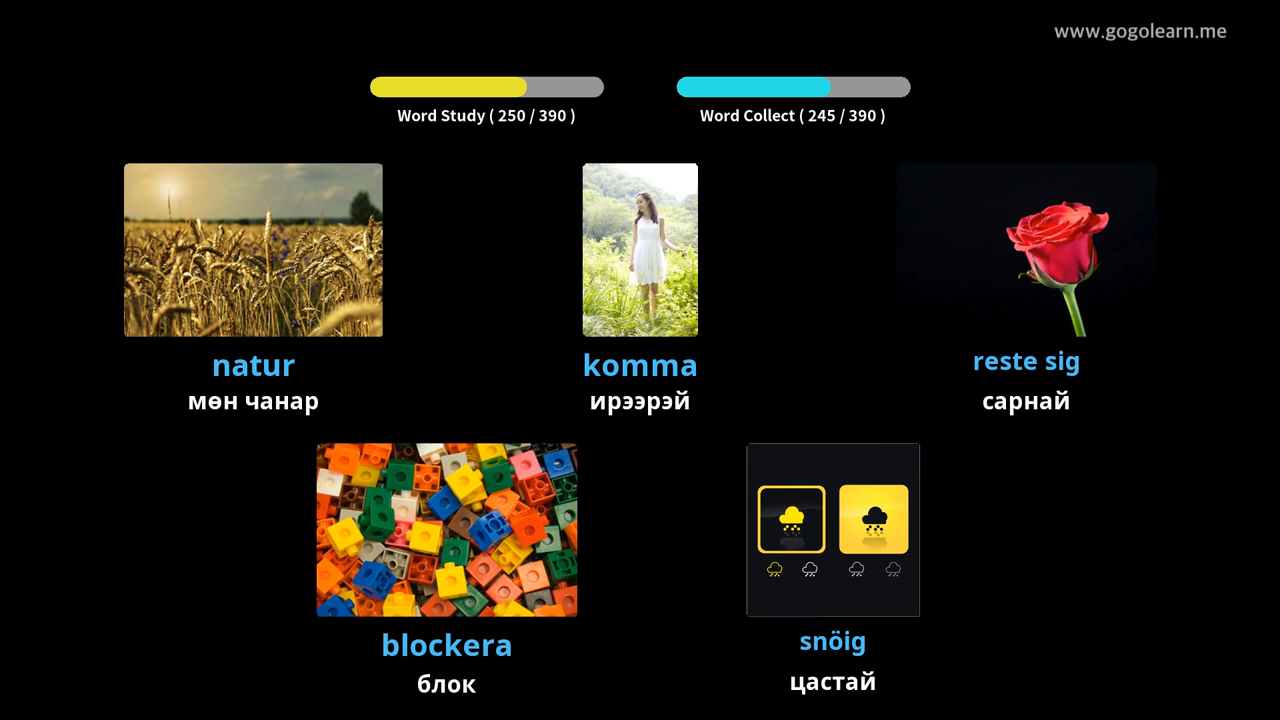 www.gogolearn.me
Word Study ( 250 / 390 )
Word Collect ( 245 / 390 )
natur
мөн чанар
komma
ирээрэй
reste sig
сарнай
blockera
блок
snöig
цастай